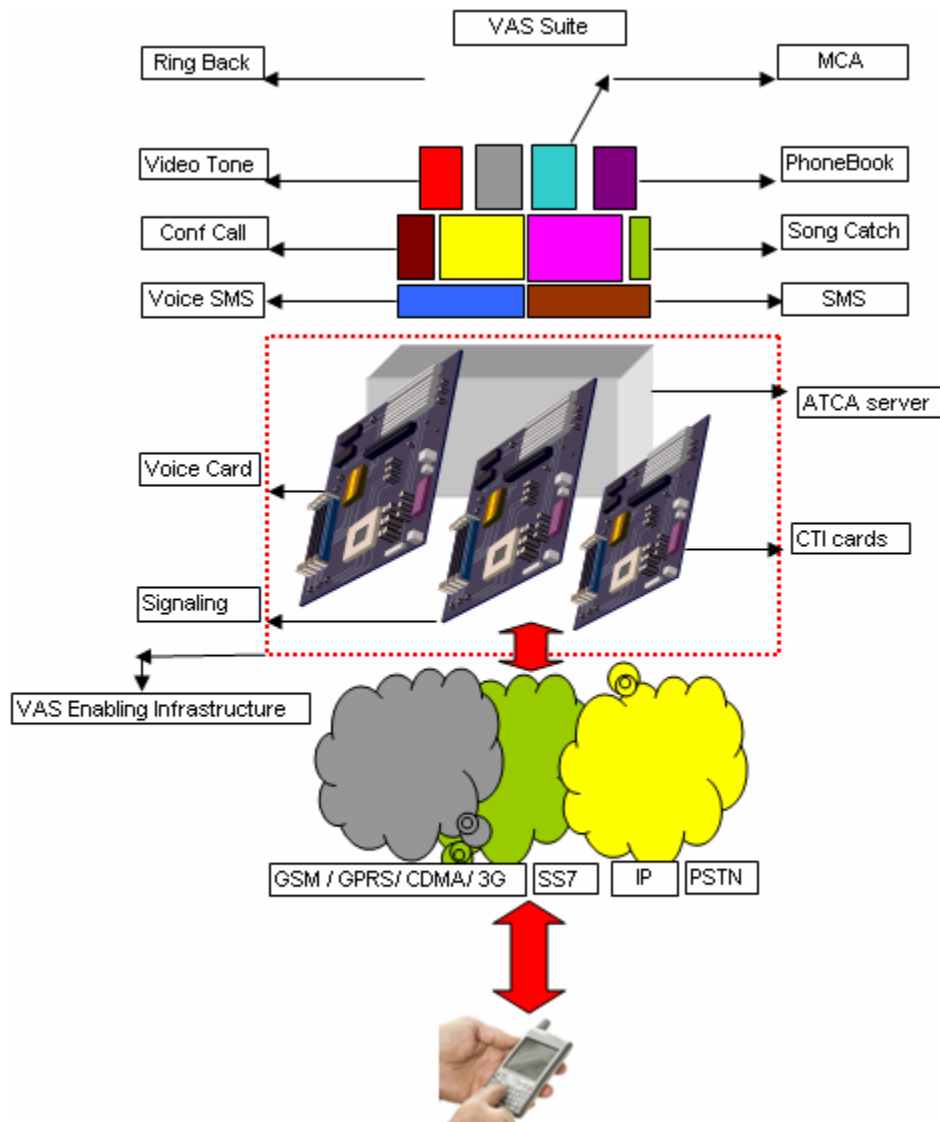 VAS Suite
Ring Back
MCA
Video Tone
PhoneBook
Conf Call
Song Catch
Voice SMS
SMS
ATCA server
Voice Card
CTI cards
Signaling
VAS Enabling Infrastructure
GSM / GPRS/ CDMA/ 3G
SS7
IP
PSTN